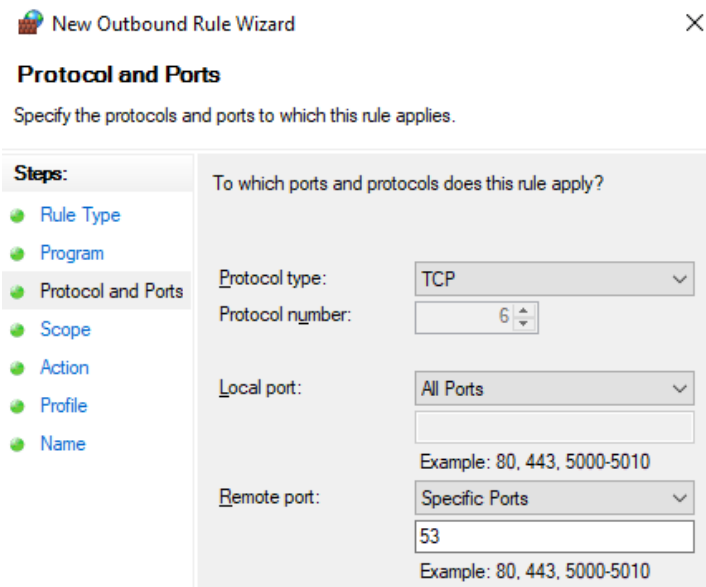 New Outbound Rule Wizard
Protocol and Ports
Specify the protocols and ports to which this rule applies.
Steps:
Rule Type
Program
Protocol and Ports
Scope
Action
Profile
Name
To which ports and protocols does this rule apply?
Protocol type: TCP
Protocol number: 6
Local port: All Ports
Example: 80, 443, 5000-5010
Remote port: Specific Ports
53
Example: 80, 443, 5000-5010